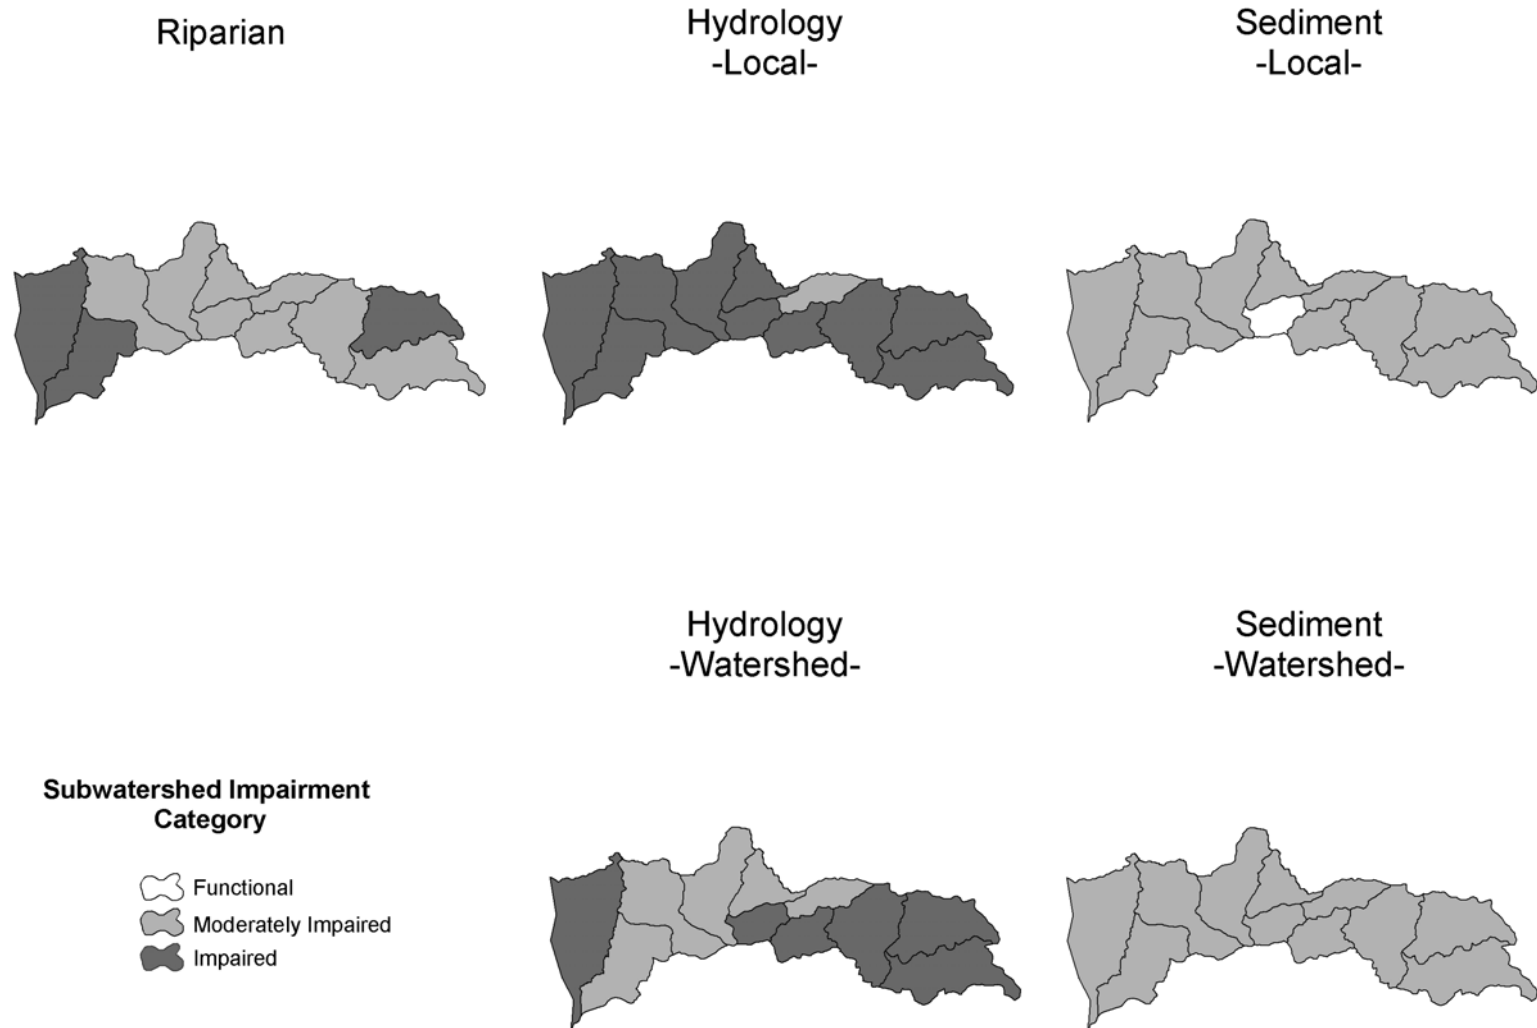 Riparian
Hydrology
-Local-
Sediment
-Local-
Hydrology
-Watershed-
Sediment
-Watershed-
Subwatershed Impairment
Category
Functional
Moderately Impaired
Impaired